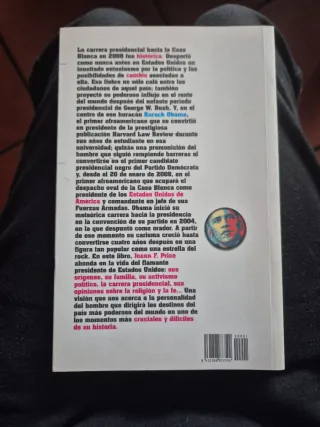 La carrera presidencial hacia la Casa
Blanca en 2008 fue histórica. Despertó
como nunca antes en Estados Unidos un
inusitado entusiasmo por la política y las
posibilidades de cambio asociadas a
ella. Eso hizo no sólo caló entre los
ciudadanos de aquel país: también
proyectó su poderoso influjo en el resto
del mundo después del nefasto periodo
presidencial de George W. Bush. Y, en el
centro de ese huracán Barack Obama,
el primer afroamericano que se convirtió
en presidente de la prestigiosa
publicación Harvard Law Review durante
sus años de estudiante en esa
universidad; quizás una premonición del
hombre que siguió rompiendo barreras al
convertirse en el primer candidato
presidencial negro del Partido Demócrata
y, desde el 20 de enero de 2009, en el
primer afroamericano que ocupará el
despacho oval de la Casa Blanca como
presidente de los Estados Unidos de
América y comandante en jefe de sus
Fuerzas Armadas. Obama inició su
meteórica carrera hacia la presidencia
en la convención de su partido en 2004,
en la que despuntó como orador. A partir
de ese momento su carisma creció hasta
convertirse cuatro años después en una
figura tan popular como una estrella del
rock. En este libro, Joann F. Price
ahonda en la vida del flamante
presidente de Estados Unidos: sus
orígenes, su familia, su activismo
político, la carrera presidencial, sus
opiniones sobre la religión y la fe... Una
visión que nos acerca a la personalidad
del hombre que dirigirá los destinos del
país más poderoso del mundo en uno de
los momentos más cruciales y difíciles
de su historia.